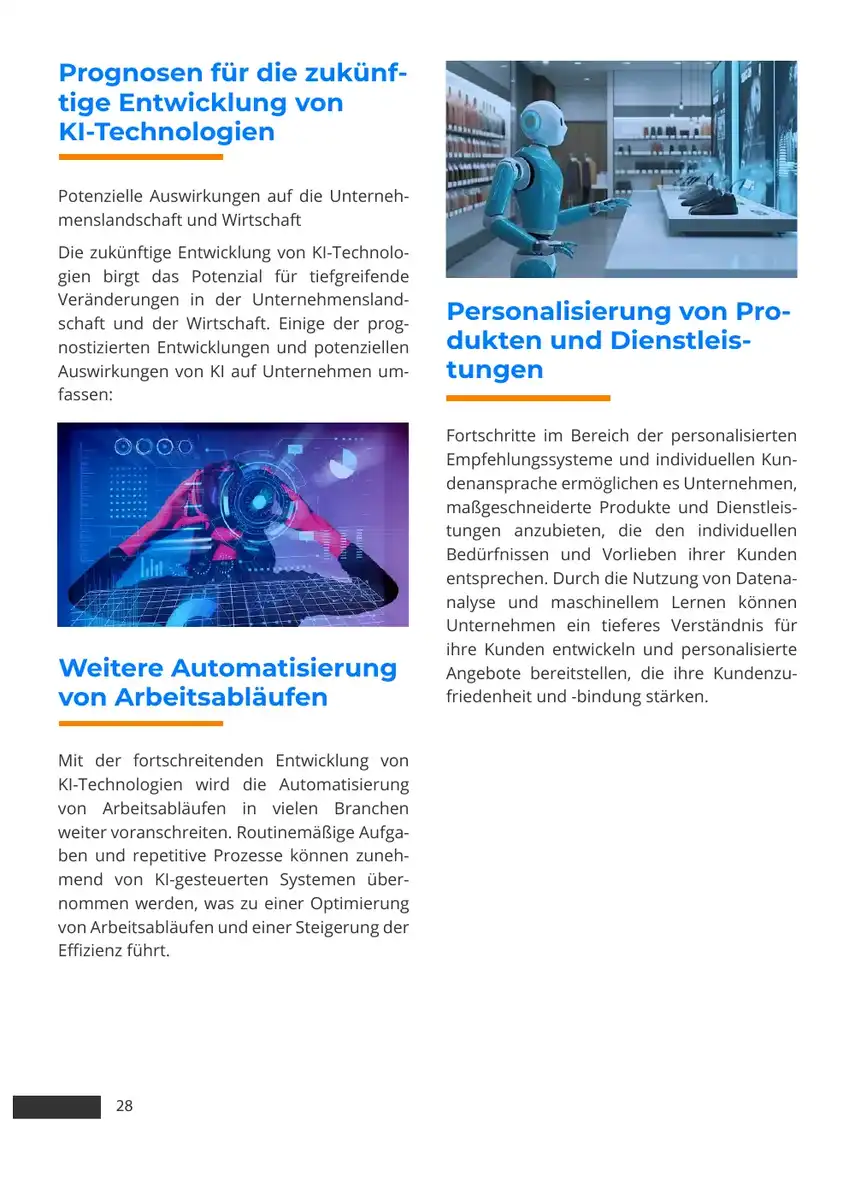 Prognosen für die zukünf-
tige Entwicklung von
KI-Technologien
Potenzielle Auswirkungen auf die Unterneh-
menslandschaft und Wirtschaft
Die zukünftige Entwicklung von KI-Technolo-
gien birgt das Potenzial für tiefgreifende
Veränderungen in der Unternehmensland-
schaft und der Wirtschaft. Einige der prog-
nostizierten Entwicklungen und potenziellen
Auswirkungen von KI auf Unternehmen um-
fassen:
Weitere Automatisierung
von Arbeitsabläufen
Mit der fortschreitenden Entwicklung von
KI-Technologien wird die Automatisierung
von Arbeitsabläufen in vielen Branchen
weiter voranschreiten. Routinemäßige Aufga-
ben und repetitive Prozesse können zuneh-
mend von KI-gesteuerten Systemen über-
nommen werden, was zu einer Optimierung
von Arbeitsabläufen und einer Steigerung der
Effizienz führt.
Personalisierung von Pro-
dukten und Dienstleis-
tungen
Fortschritte im Bereich der personalisierten
Empfehlungssysteme und individuellen Kun-
denansprache ermöglichen es Unternehmen,
maßgeschneiderte Produkte und Dienstleis-
tungen anzubieten, die den individuellen
Bedürfnissen und Vorlieben ihrer Kunden
entsprechen. Durch die Nutzung von Datena-
nalyse und maschinellem Lernen können
Unternehmen ein tieferes Verständnis für
ihre Kunden entwickeln und personalisierte
Angebote bereitstellen, die ihre Kundenzu-
friedenheit und -bindung stärken.
28